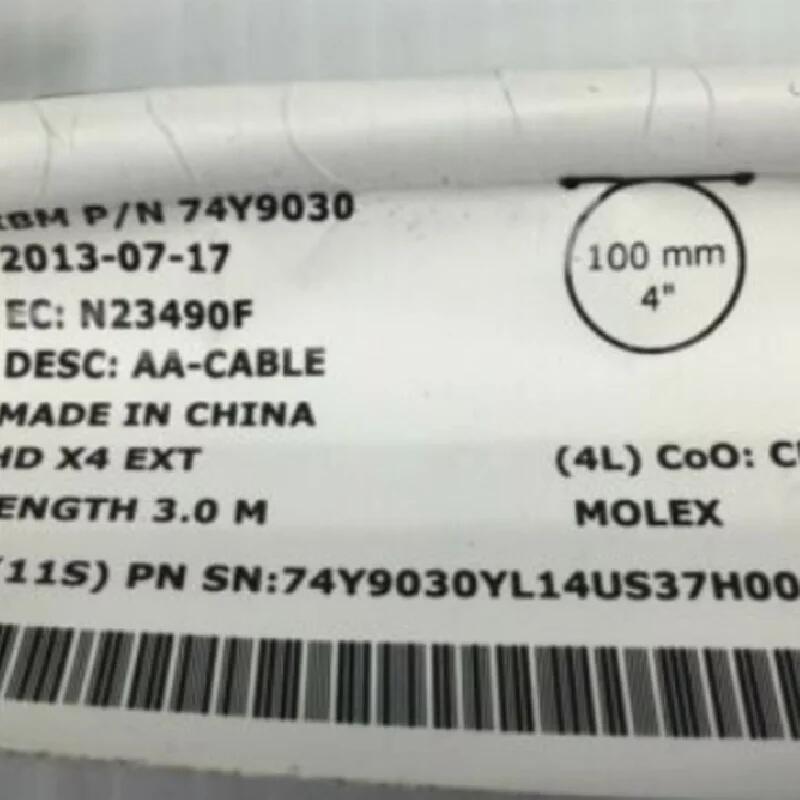 IBM P/N 74Y9030
2013-07-17
EC: N23490F
DESC: AA-CABLE
MADE IN CHINA
HD X4 EXT
ENGTH 3.0 M
(11S) PN SN:74Y9030YL14US37H00
100 mm
4"
(4L) CoO: C
MOLEX